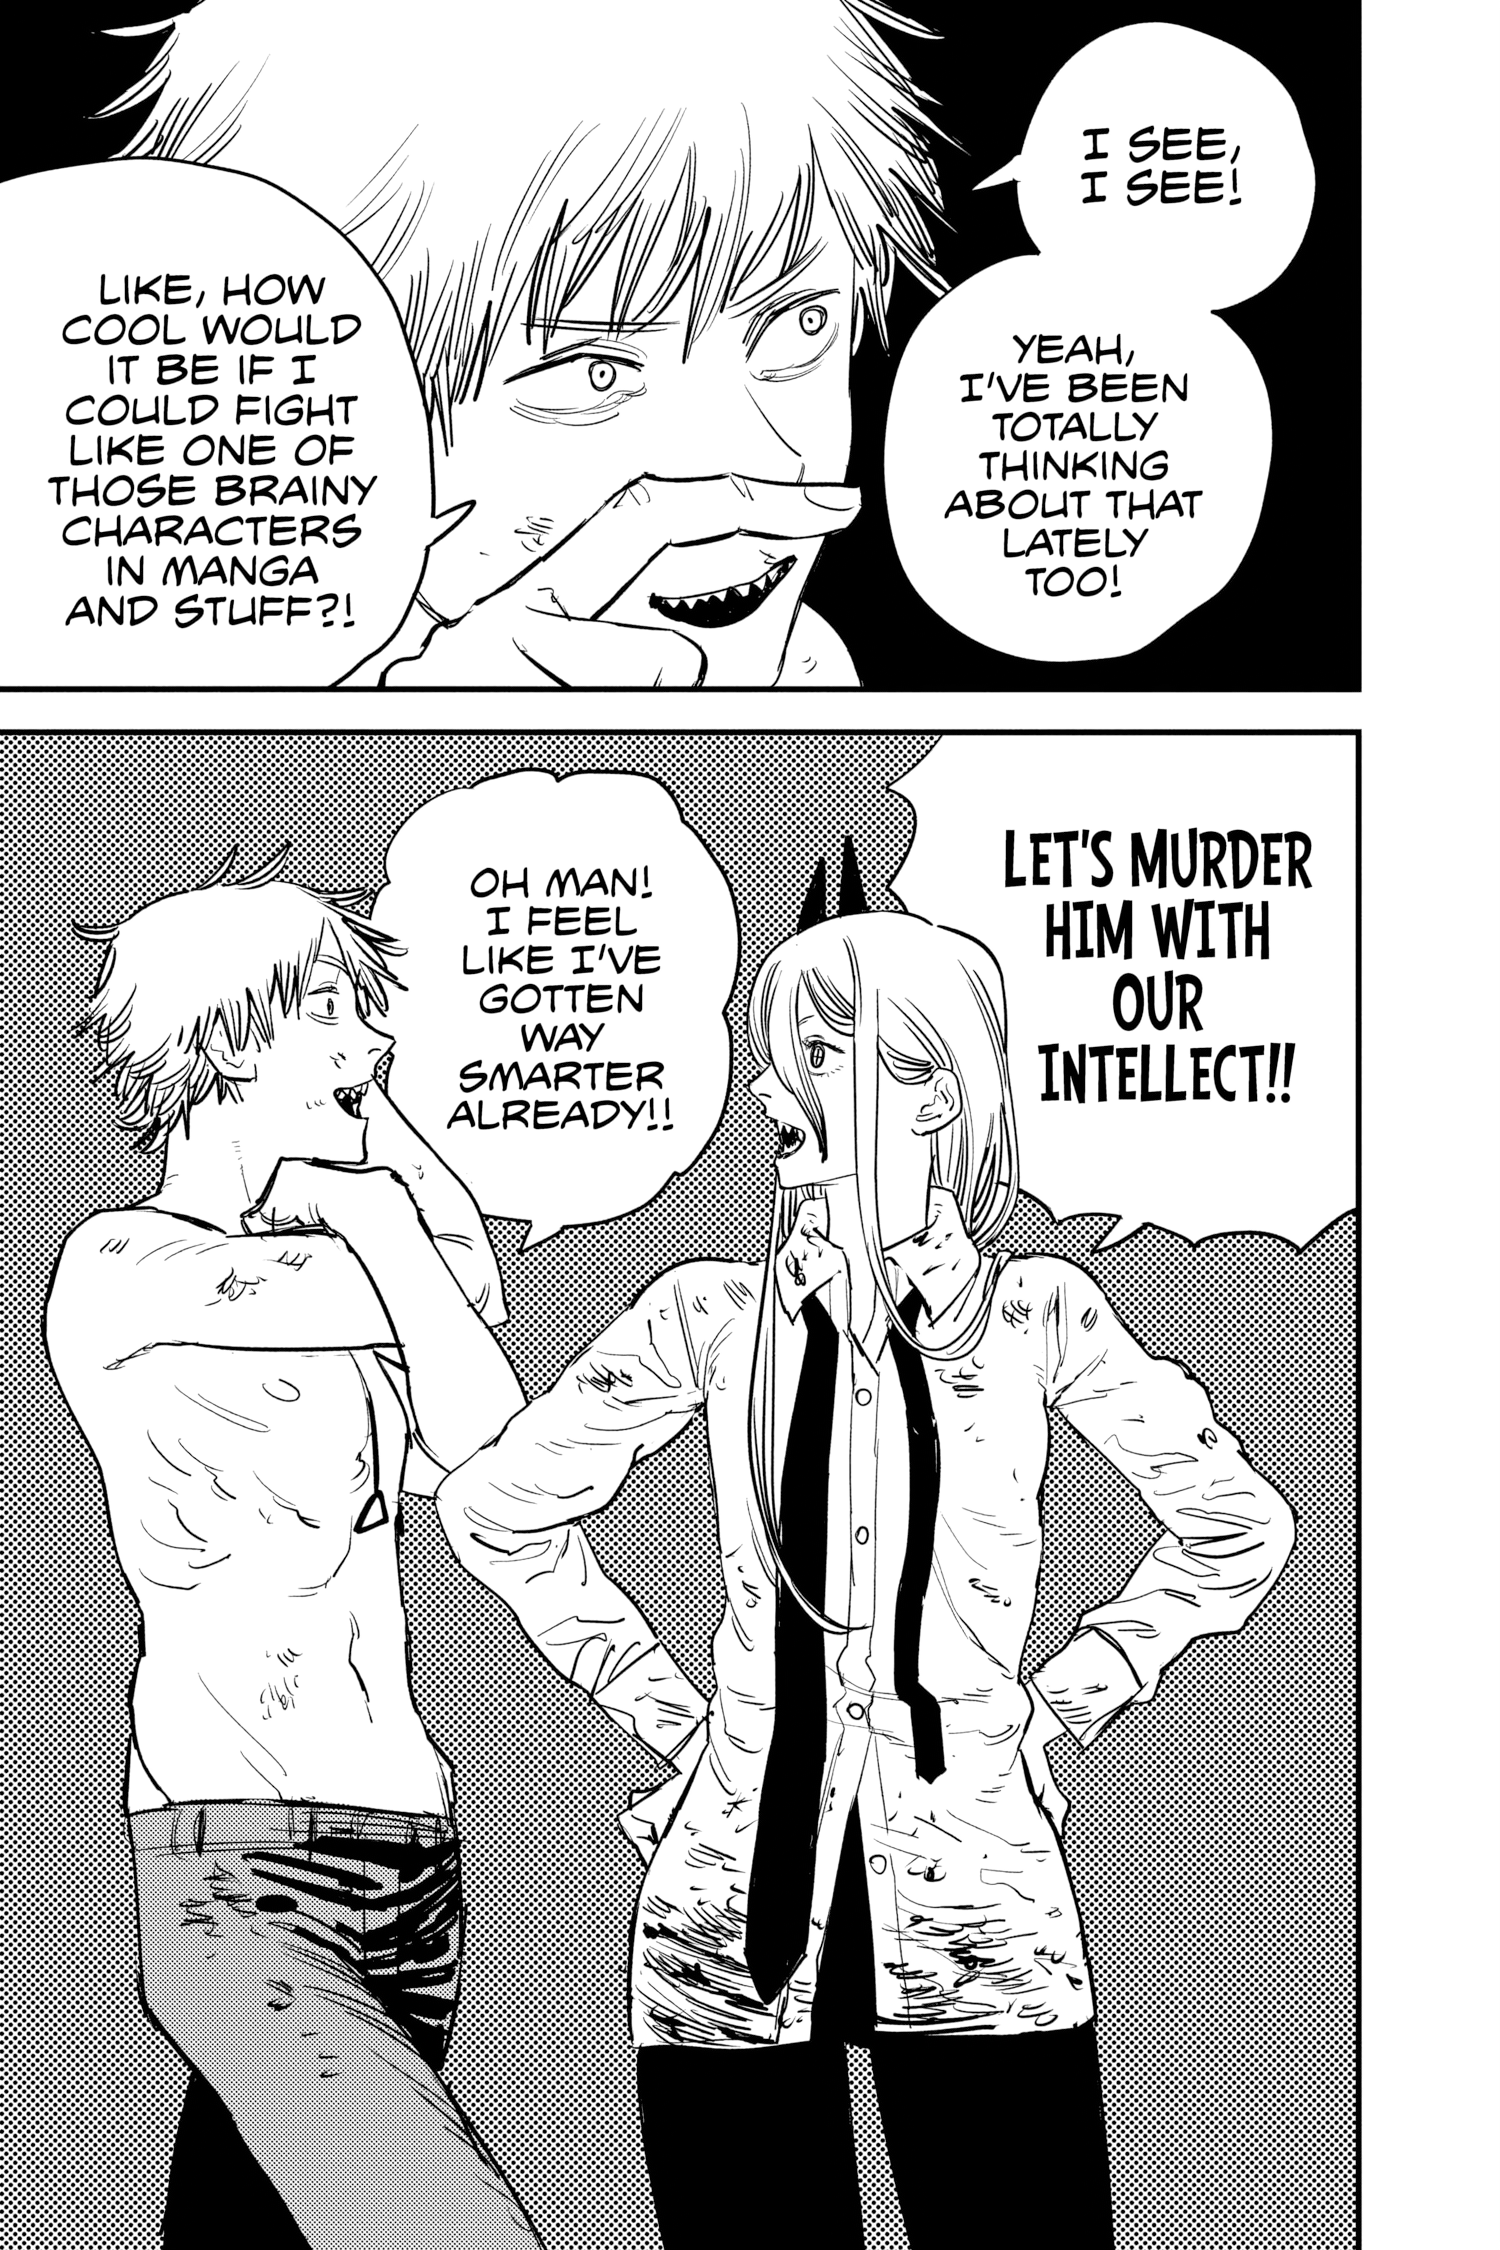 I SEE,
I SEE!
YEAH,
I'VE BEEN
TOTALLY
THINKING
ABOUT THAT
LATELY
TOO!
LIKE, HOW
COOL WOULD
IT BE IF I
COULD FIGHT
LIKE ONE OF
THOSE BRAINY
CHARACTERS
IN MANGA
AND STUFF?!
LET'S MURDER
HIM WITH
OUR
INTELLECT!!
OH MAN!
I FEEL
LIKE I'VE
GOTTEN
WAY
SMARTER
ALREADY!!